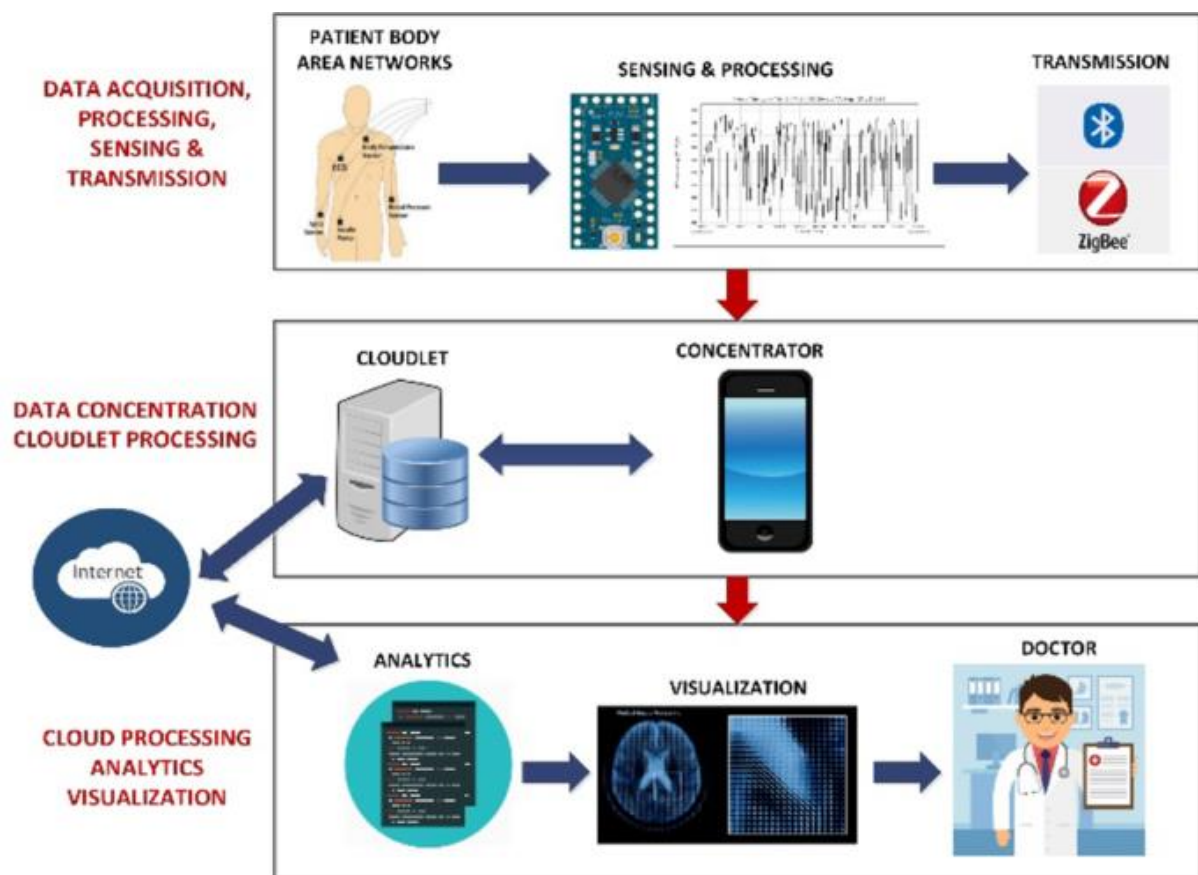 PATIENT BODY
AREA NETWORKS
SENSING & PROCESSING
TRANSMISSION
DATA ACQUISITION,
PROCESSING,
SENSING &
TRANSMISSION
ECG
ZigBee
CLOUDLET
CONCENTRATOR
DATA CONCENTRATION
CLOUDLET PROCESSING
Internet
ANALYTICS
VISUALIZATION
DOCTOR
CLOUD PROCESSING
ANALYTICS
VISUALIZATION